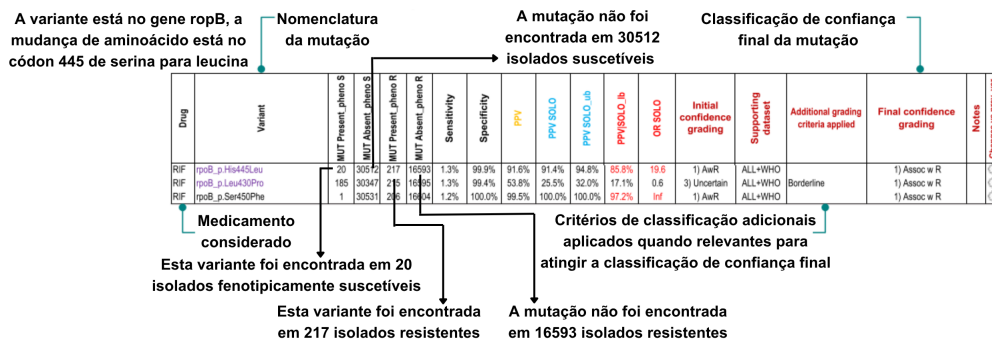 A variante está no gene ropB, a
mudança de aminoácido está no
códon 445 de serina para leucina
Nomenclatura
da mutação
A mutação não foi
encontrada em 30512
isolados suscetíveis
Classificação de confiança
final da mutação
Drug
Variant
MUT Present_pheno S
MUT Absent_pheno S
MUT Present_pheno R
MUT Absent_pheno R
Sensitivity
Specificity
PPV
PPV SOLO
PPV SOLO_ub
PPV|SOLO_lb
OR SOLO
Initial
confidence
grading
Supporting
dataset
Additional grading
criteria applied
Final confidence
grading
Notes
RIF rpoB_p.His445Leu 20 30512 217 16593 1.3% 99.9% 91.6% 91.4% 94.8% 85.8% 19.6 1) AwR ALL+WHO 1) Assoc w R
RIF rpoB_p.Leu430Pro 185 30347 215 16595 1.3% 99.4% 53.8% 25.5% 32.0% 17.1% 0.6 3) Uncertain ALL+WHO Borderline 1) Assoc w R
RIF rpoB_p.Ser450Phe 1 30531 206 16604 1.2% 100.0% 99.5% 100.0% 100.0% 97.2% Inf 1) AwR ALL+WHO 1) Assoc w R
Medicamento
considerado
Critérios de classificação adicionais
aplicados quando relevantes para
atingir a classificação de confiança final
Esta variante foi encontrada em 20
isolados fenotipicamente suscetíveis
Esta variante foi encontrada
em 217 isolados resistentes
A mutação não foi encontrada
em 16593 isolados resistentes